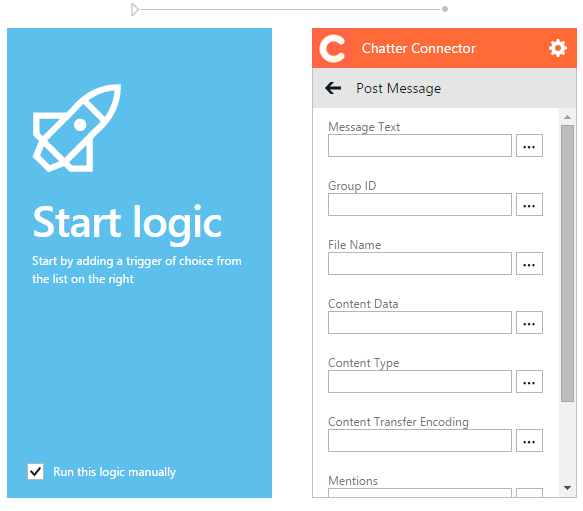 Start logic
Start by adding a trigger of choice from
the list on the right
Run this logic manually
C Chatter Connector
Post Message
Message Text
...
Group ID
...
File Name
...
Content Data
...
Content Type
...
Content Transfer Encoding
...
Mentions
...